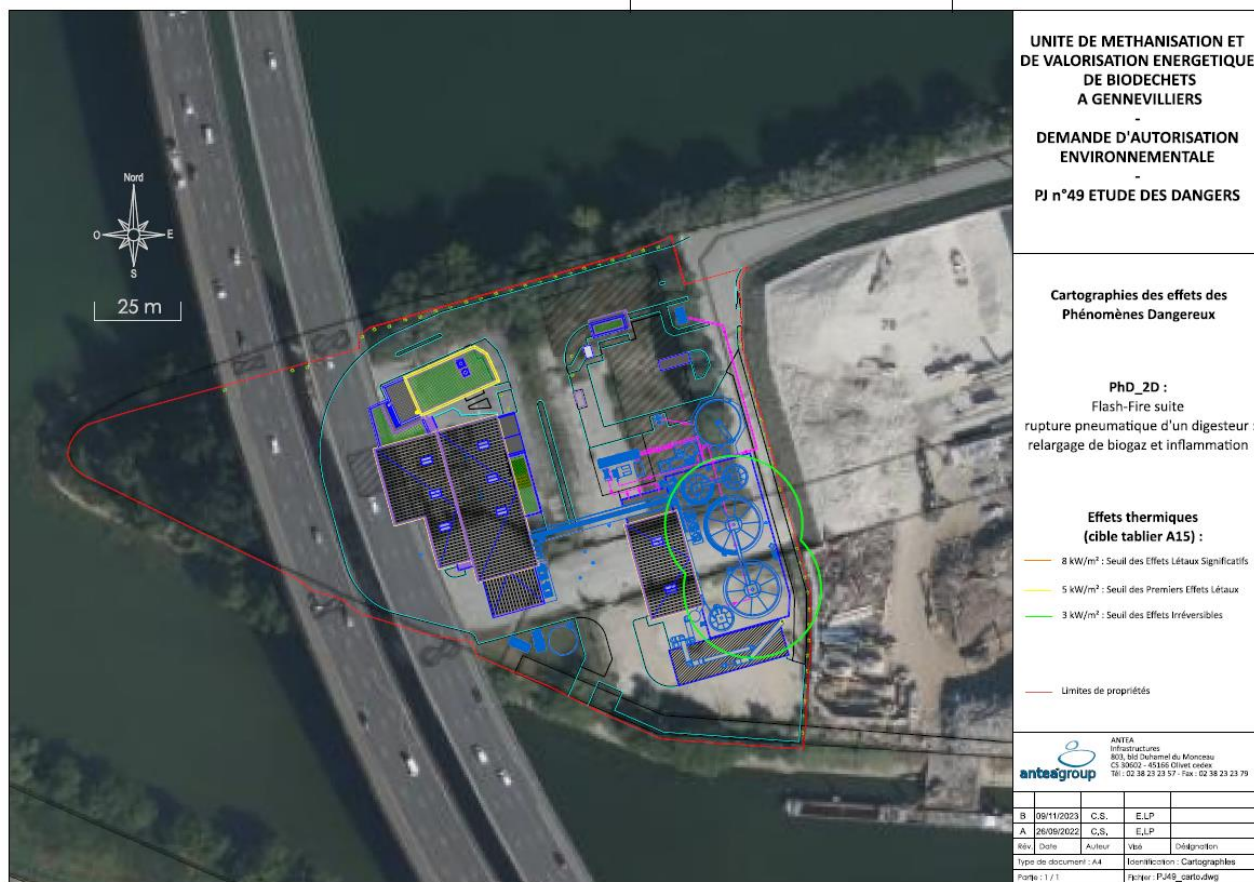 UNITE DE METHANISATION ET
DE VALORISATION ENERGETIQUE
DE BIODECHETS
A GENNEVILLIERS
-
DEMANDE D'AUTORISATION
ENVIRONNEMENTALE
-
PJ n°49 ETUDE DES DANGERS
Nord
O
E
S
25 m
Cartographies des effets des
Phénomènes Dangereux
PhD_2D :
Flash-Fire suite
rupture pneumatique d'un digesteur :
relargage de biogaz et inflammation
Effets thermiques
(cible tablier A15) :
8 kW/m² : Seuil des Effets Létaux Significatifs
5 kW/m² : Seuil des Premiers Effets Létaux
3 kW/m² : Seuil des Effets Irréversibles
Limites de propriétés
anteagroup
ANTEA
Infrastructures
803, bld Duhamel du Monceau
CS 30602 - 45166 Olivet cedex
Tél : 02 38 23 23 57 - Fax : 02 38 23 23 79
B 09/11/2023 C.S. E.LP
A 26/09/2022 C.S. E.LP
Rév. Date Auteur Visé Désignation
Type de document : A4 Identification : Cartographies
Partie : 1 / 1 Fichier : PJ49_carto.dwg